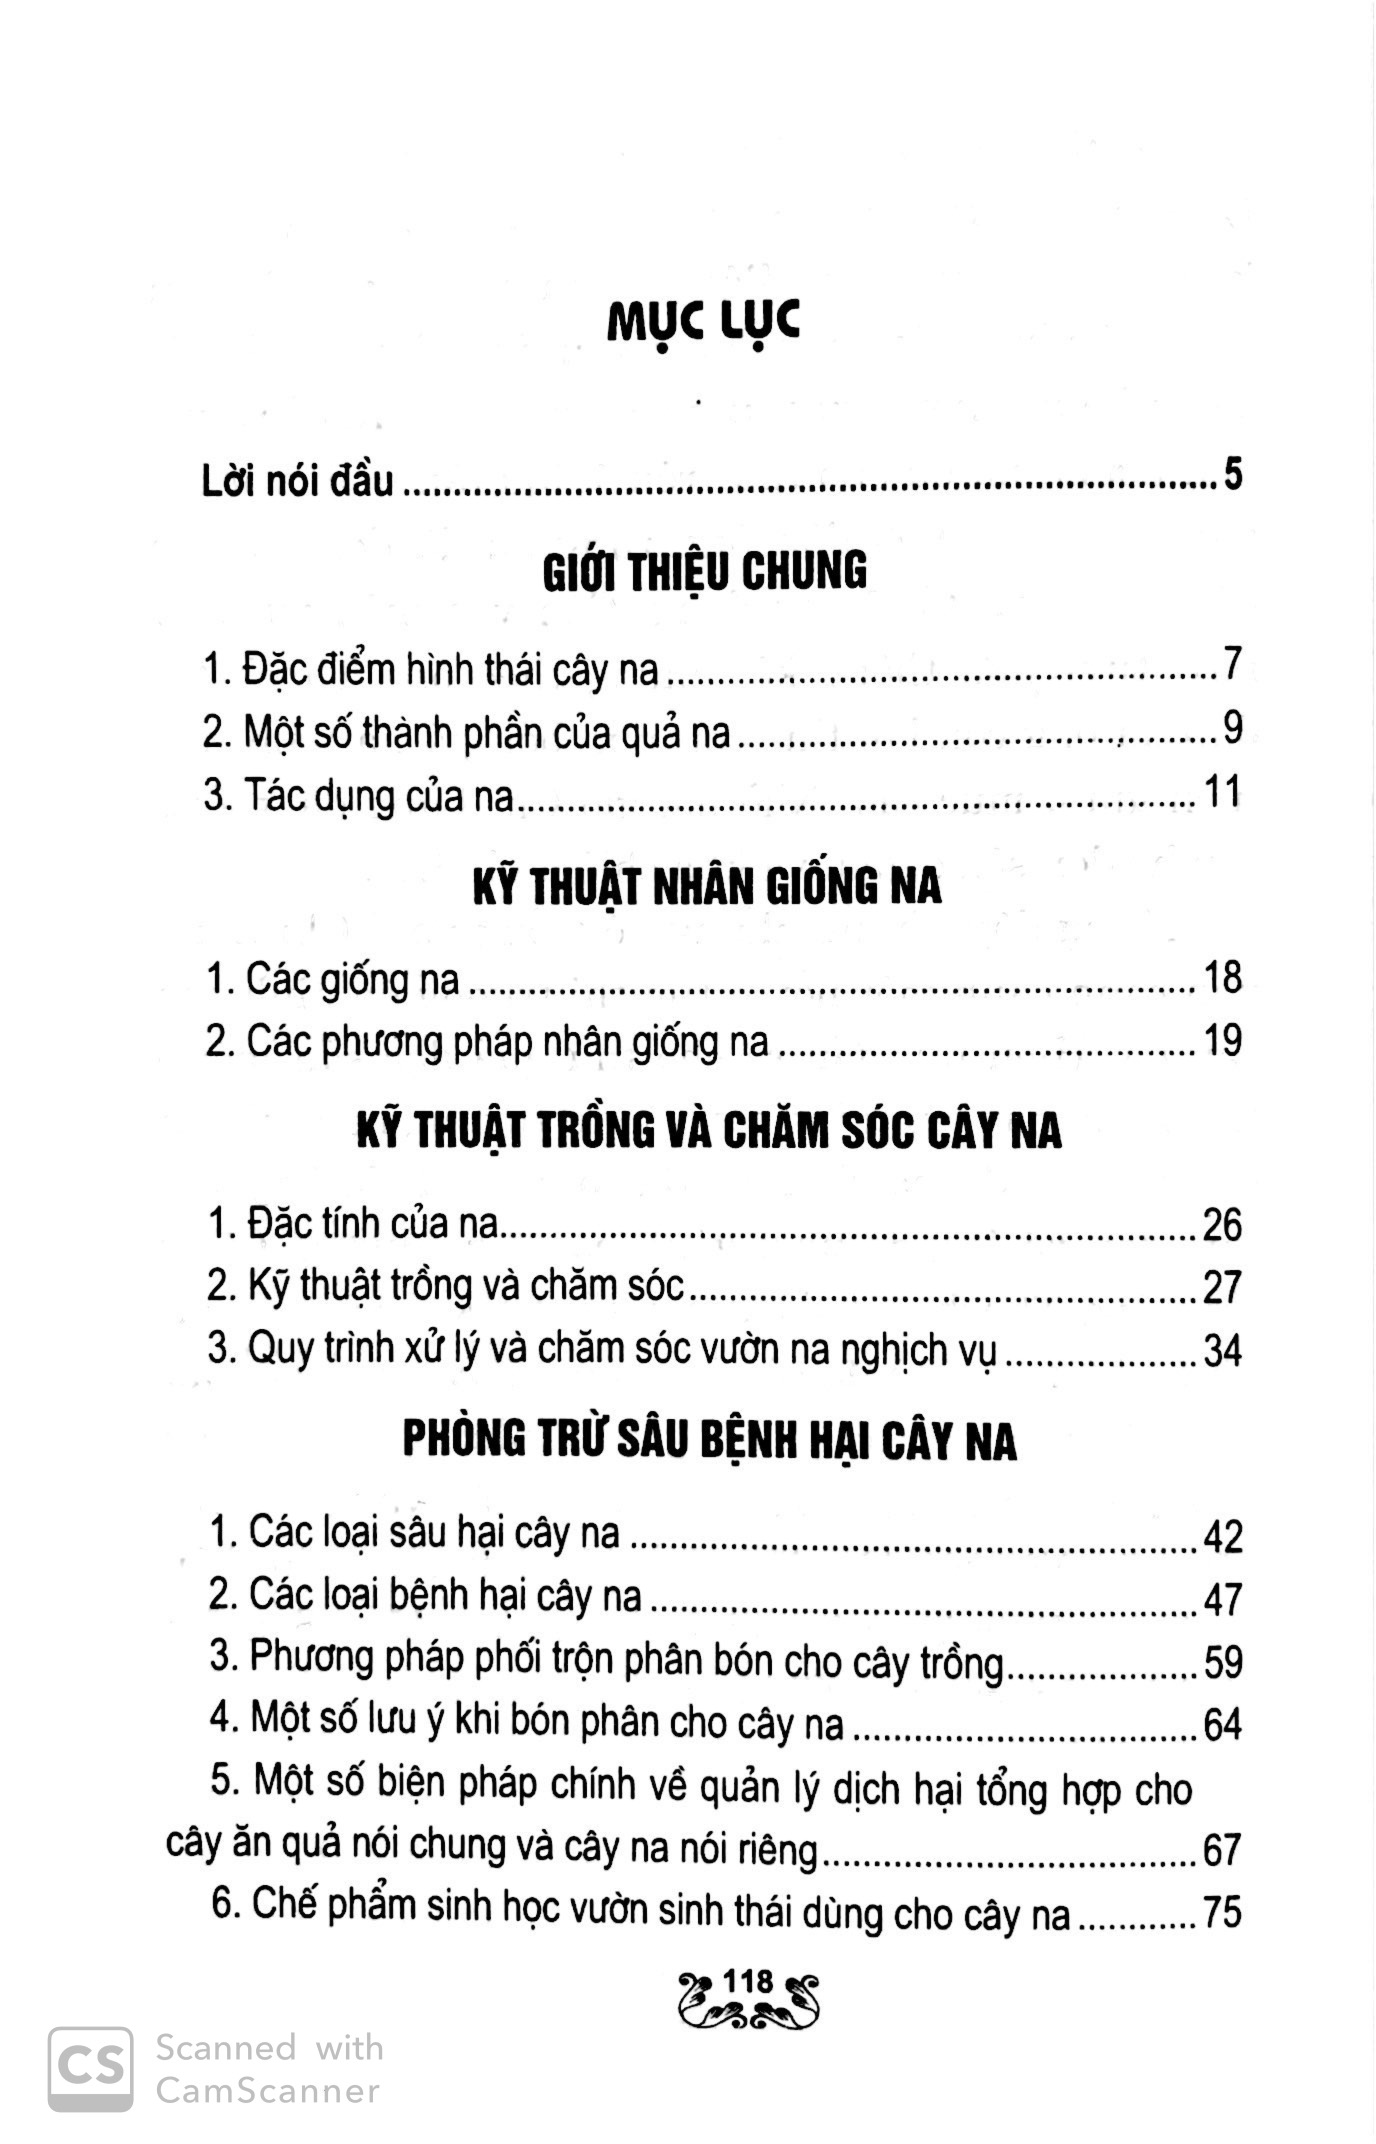 MỤC LỤC
Lời nói đầu ........................................................................ 5
GIỚI THIỆU CHUNG
1. Đặc điểm hình thái cây na ........................................................ 7
2. Một số thành phần của quả na ................................................ 9
3. Tác dụng của na.................................................................... 11
KỸ THUẬT NHÂN GIỐNG NA
1. Các giống na ........................................................................ 18
2. Các phương pháp nhân giống na .......................................... 19
KỸ THUẬT TRỒNG VÀ CHĂM SÓC CÂY NA
1. Đặc tính của na..................................................................... 26
2. Kỹ thuật trồng và chăm sóc.................................................. 27
3. Quy trình xử lý và chăm sóc vườn na nghịch vụ ................... 34
PHÒNG TRỪ SÂU BỆNH HẠI CÂY NA
1. Các loại sâu hại cây na ........................................................ 42
2. Các loại bệnh hại cây na ...................................................... 47
3. Phương pháp phối trộn phân bón cho cây trồng................... 59
4. Một số lưu ý khi bón phân cho cây na .................................. 64
5. Một số biện pháp chính về quản lý dịch hại tổng hợp cho
cây ăn quả nói chung và cây na nói riêng..................................... 67
6. Chế phẩm sinh học vườn sinh thái dùng cho cây na ............ 75
118
CS Scanned with
CamScanner